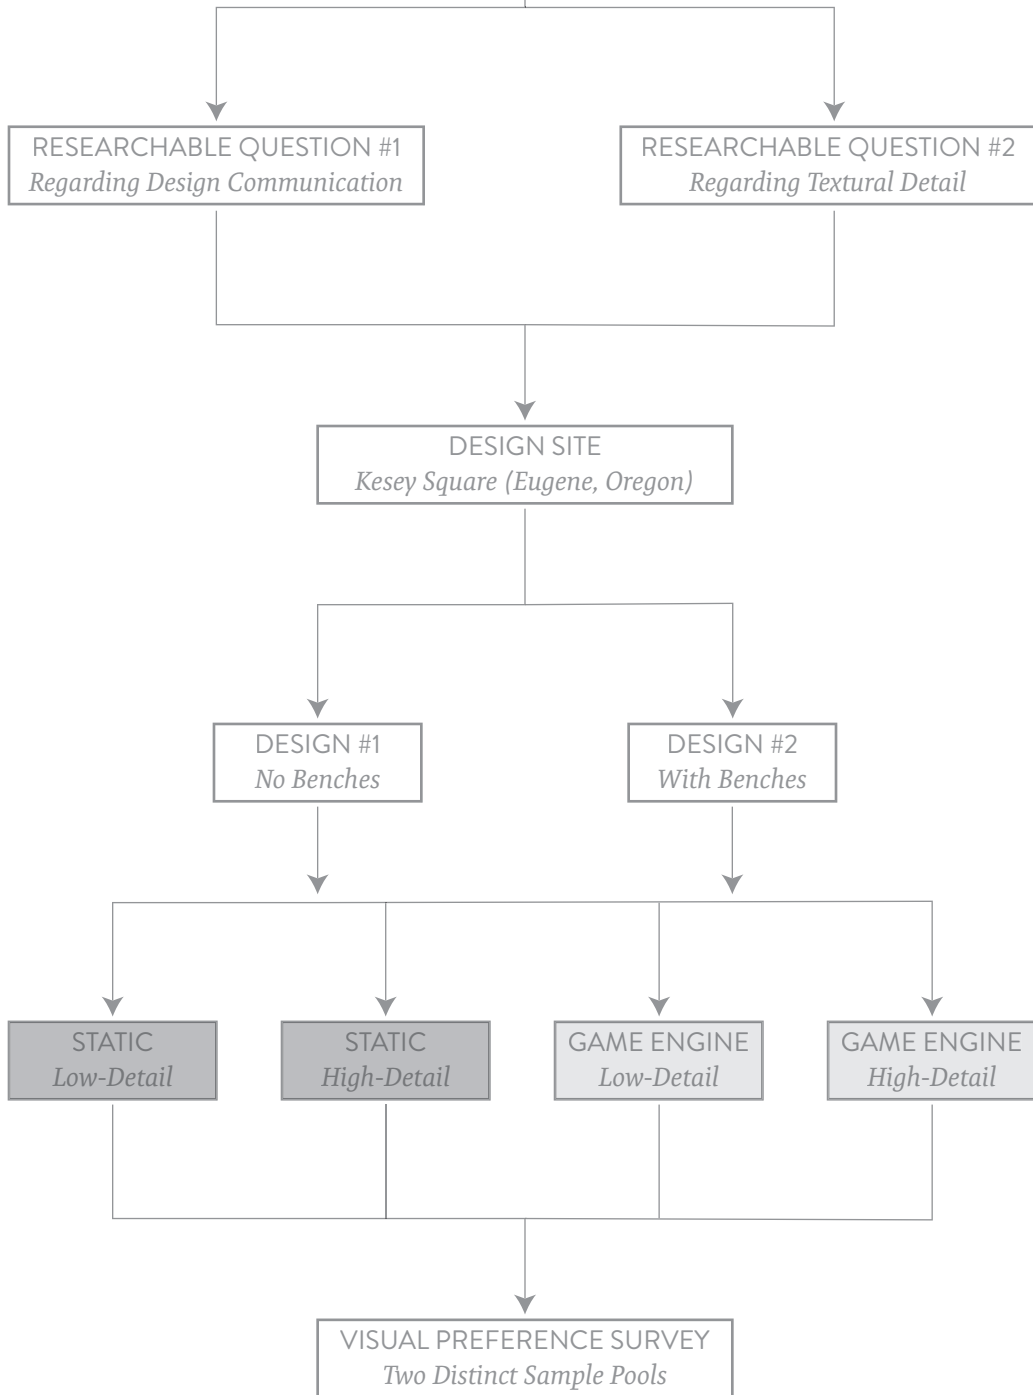 RESEARCHABLE QUESTION #1
Regarding Design Communication
RESEARCHABLE QUESTION #2
Regarding Textural Detail
DESIGN SITE
Kesey Square (Eugene, Oregon)
DESIGN #1
No Benches
DESIGN #2
With Benches
STATIC
Low-Detail
STATIC
High-Detail
GAME ENGINE
Low-Detail
GAME ENGINE
High-Detail
VISUAL PREFERENCE SURVEY
Two Distinct Sample Pools